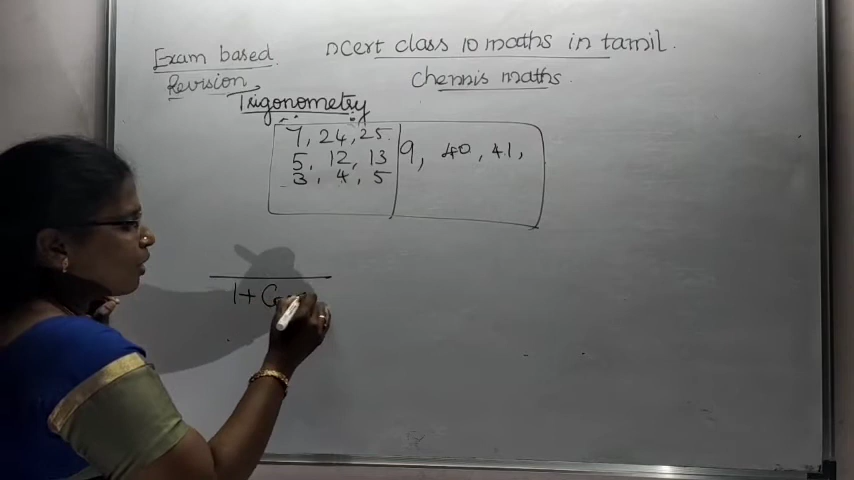 Exam based
Revision
ncert class 10 maths in tamil.
Chennis maths
Trigonometry
7, 24, 25.
5, 12, 13
3, 4, 5
9, 40, 41,
1+